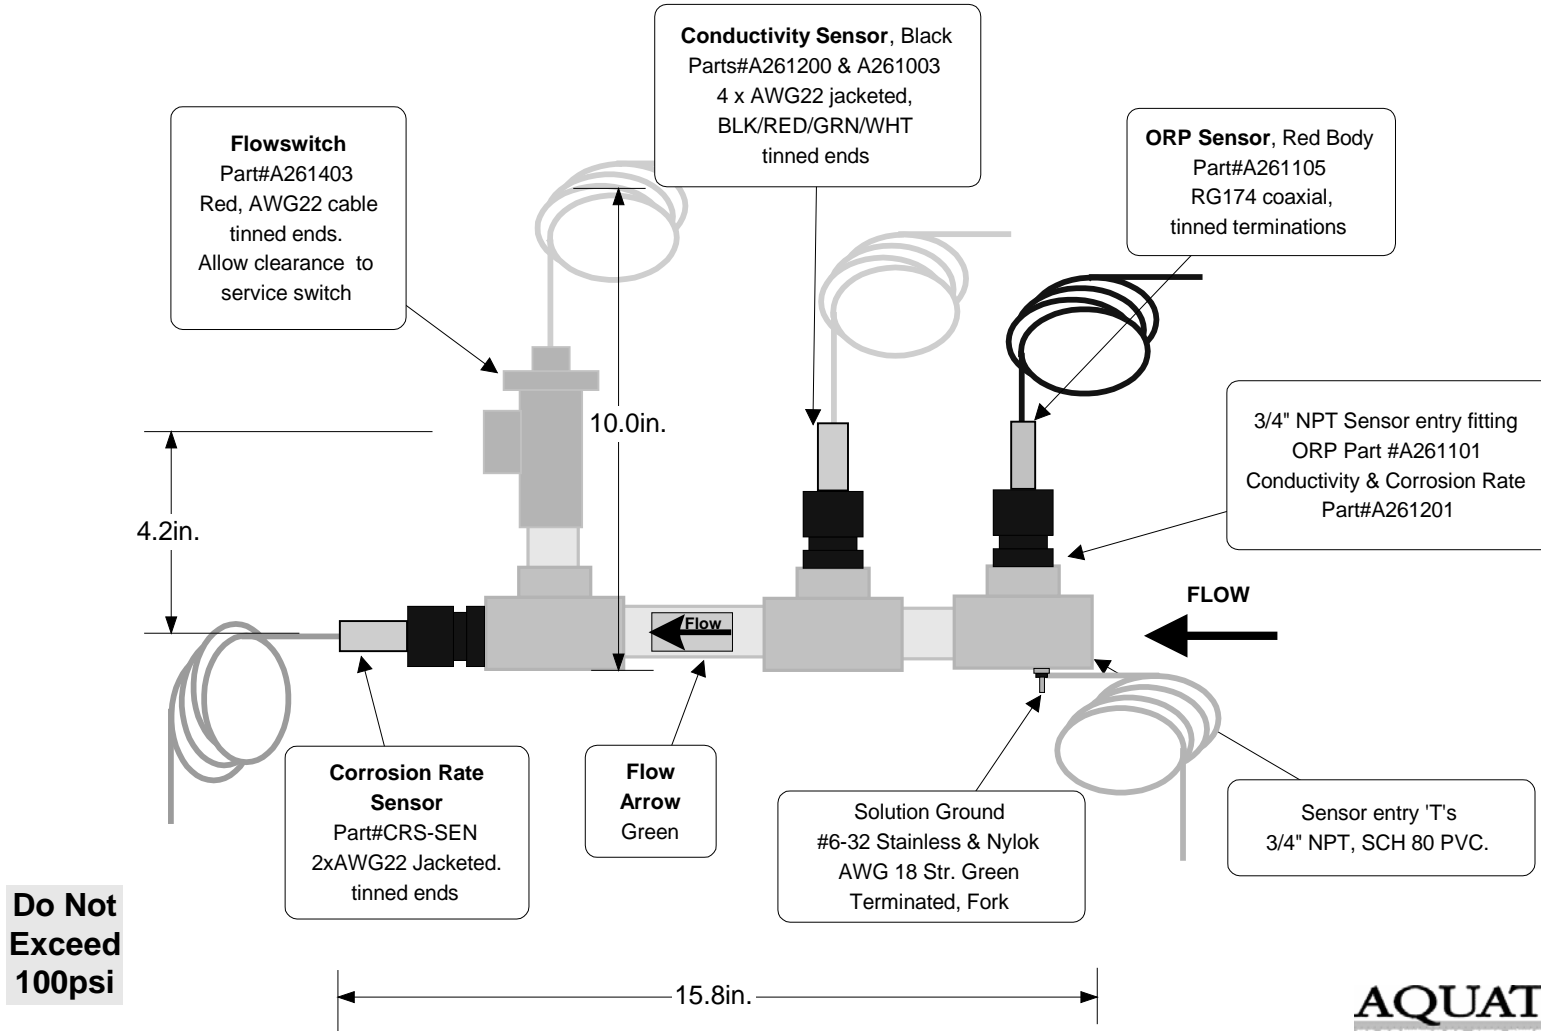 Conductivity Sensor, Black
Parts#A261200 & A261003
4 x AWG22 jacketed,
BLK/RED/GRN/WHT
tinned ends
Flowswitch
Part#A261403
Red, AWG22 cable
tinned ends.
Allow clearance to
service switch
ORP Sensor, Red Body
Part#A261105
RG174 coaxial,
tinned terminations
10.0in.
3/4" NPT Sensor entry fitting
ORP Part #A261101
Conductivity & Corrosion Rate
Part#A261201
4.2in.
FLOW
Flow
Corrosion Rate
Sensor
Part#CRS-SEN
2xAWG22 Jacketed.
tinned ends
Flow
Arrow
Green
Solution Ground
#6-32 Stainless & Nylok
AWG 18 Str. Green
Terminated, Fork
Sensor entry 'T's
3/4" NPT, SCH 80 PVC.
Do Not
Exceed
100psi
15.8in.
AQUAT